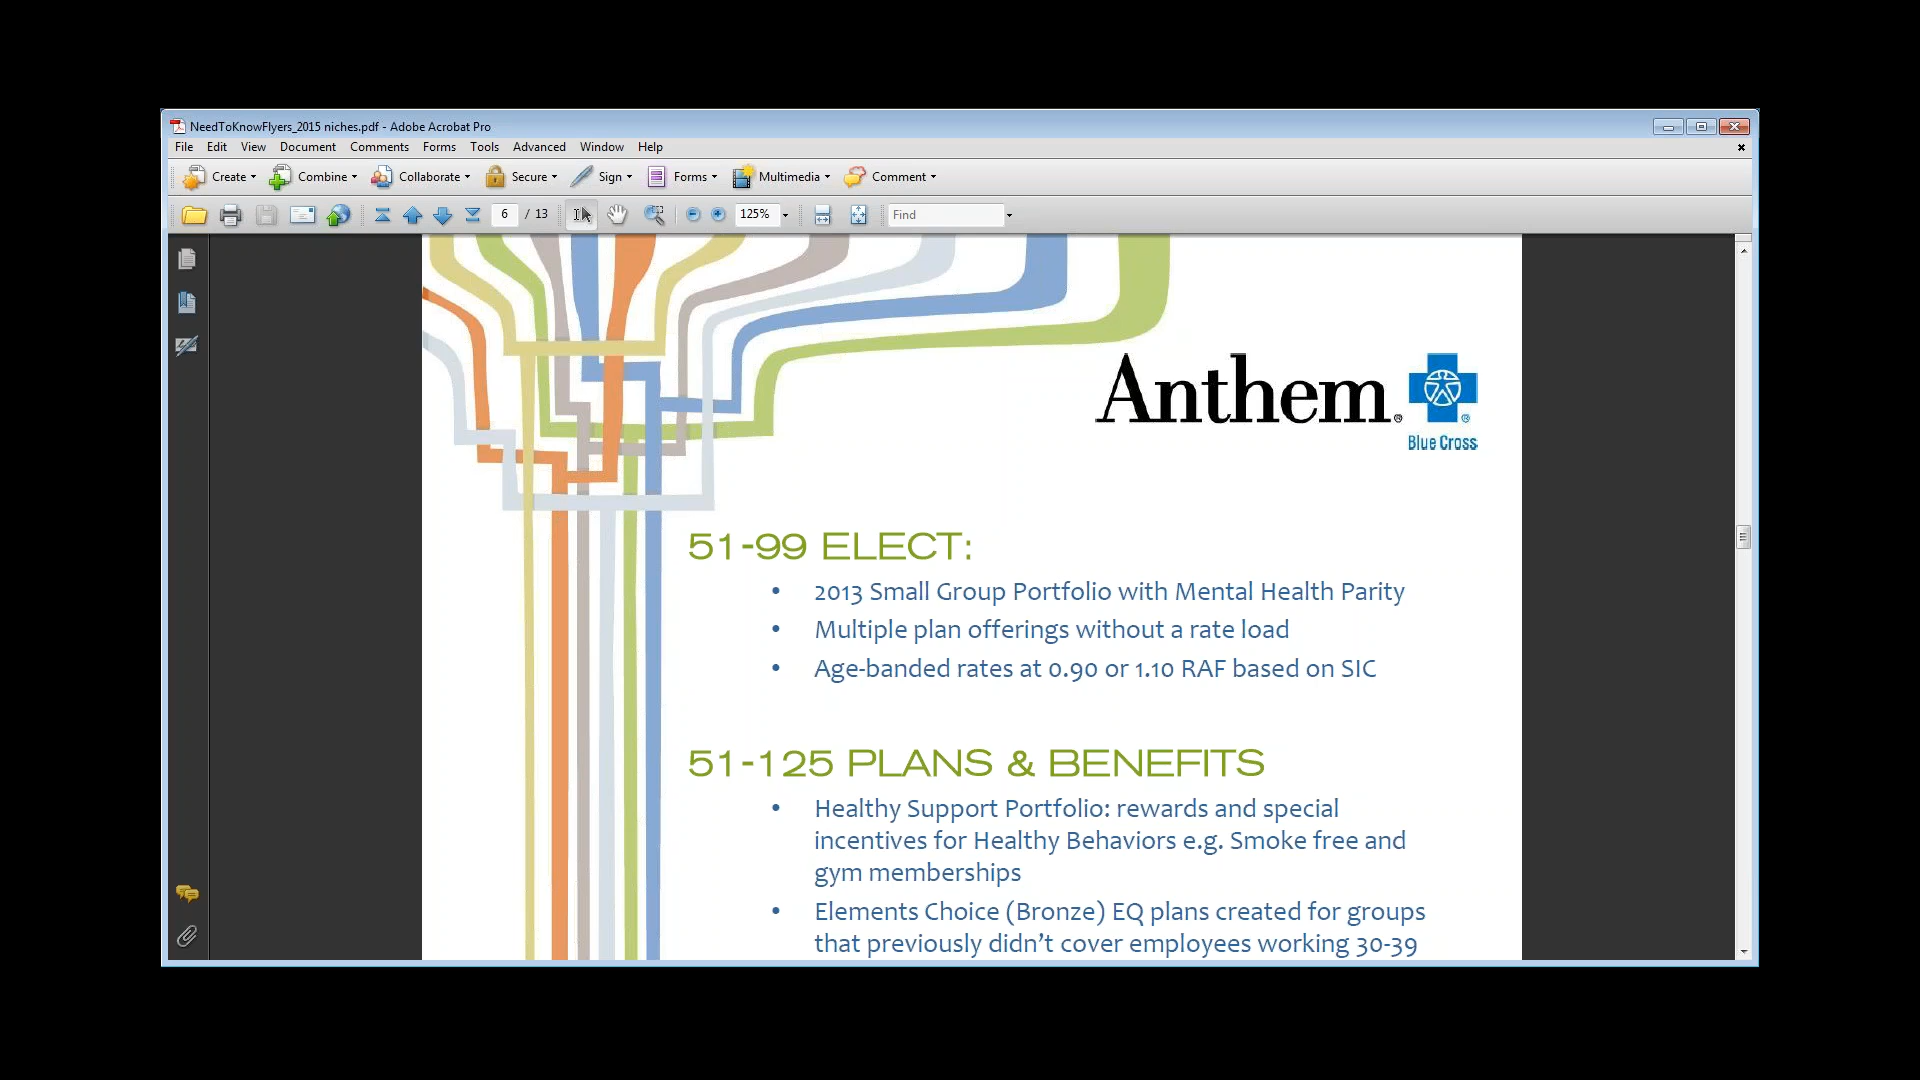 NeedToKnowFlyers_2015 niches.pdf - Adobe Acrobat Pro
File Edit View Document Comments Forms Tools Advanced Window Help
Create Combine Collaborate Secure Sign Forms Multimedia Comment
6 / 13 125% Find
Anthem.®
®
Blue Cross
51-99 ELECT:
• 2013 Small Group Portfolio with Mental Health Parity
• Multiple plan offerings without a rate load
• Age-banded rates at 0.90 or 1.10 RAF based on SIC
51-125 PLANS & BENEFITS
• Healthy Support Portfolio: rewards and special
incentives for Healthy Behaviors e.g. Smoke free and
gym memberships
• Elements Choice (Bronze) EQ plans created for groups
that previously didn’t cover employees working 30-39